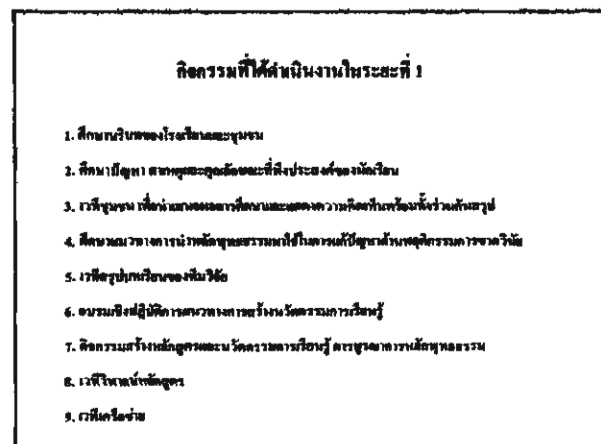 กิจกรรมที่ได้ดำเนินงานในระยะที่ 1
1. ศึกษาบริบทของโรงเรียนและชุมชน
2. ศึกษาปัญหา สาเหตุและคุณลักษณะที่พึงประสงค์ของนักเรียน
3. เวทีชุมชน เพื่อนำเสนอผลการศึกษาและแสดงความคิดเห็นพร้อมทั้งร่วมกันสรุป
4. ศึกษาแนวทางการนำหลักพุทธธรรมมาใช้ในการแก้ปัญหาด้านพฤติกรรมการขาดวินัย
5. เวทีสรุปบทเรียนของทีมวิจัย
6. อบรมเชิงปฏิบัติการแนวทางการสร้างนวัตกรรมการเรียนรู้
7. กิจกรรมสร้างหลักสูตรและนวัตกรรมการเรียนรู้ การบูรณาการหลักพุทธธรรม
8. เวทีวิพากษ์หลักสูตร
9. เวทีเครือข่าย